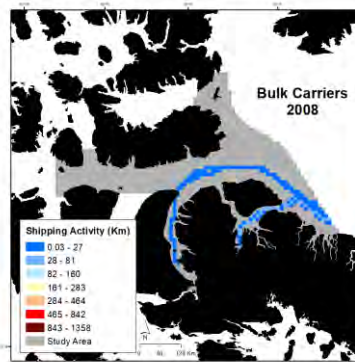 Bulk Carriers
2008
Shipping Activity (Km)
0.03 - 27
28 - 81
82 - 160
161 - 283
284 - 464
465 - 842
843 - 1358
Study Area
N